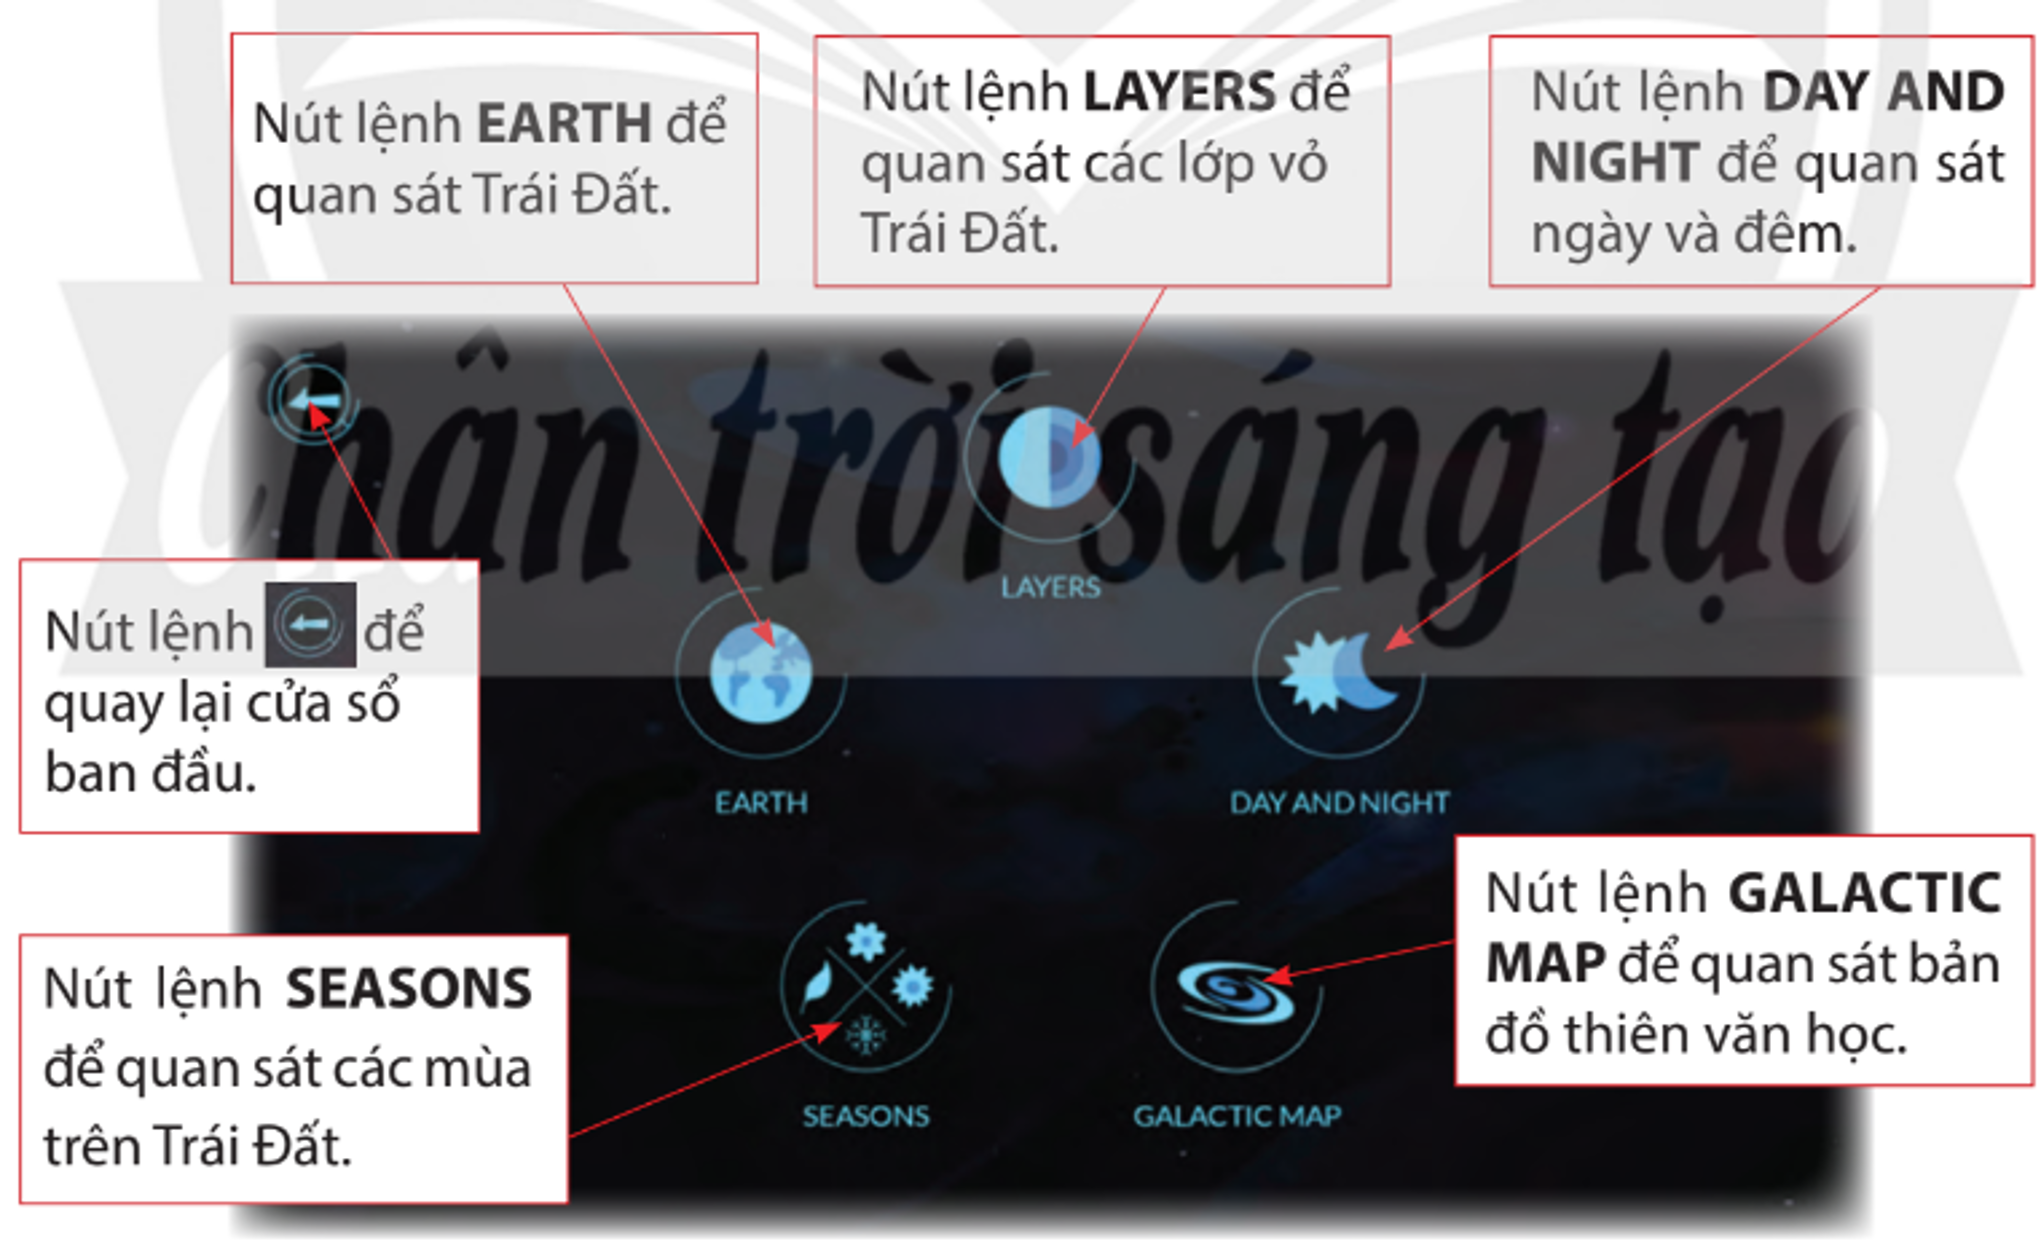 Nút lệnh EARTH để
quan sát Trái Đất.
Nút lệnh LAYERS để
quan sát các lớp vỏ
Trái Đất.
Nút lệnh DAY AND
NIGHT để quan sát
ngày và đêm.
Chân trời sáng tạo
LAYERS
Nút lệnh để
quay lại cửa sổ
ban đầu.
EARTH
DAY AND NIGHT
Nút lệnh GALACTIC
MAP để quan sát bản
đồ thiên văn học.
Nút lệnh SEASONS
để quan sát các mùa
trên Trái Đất.
SEASONS
GALACTIC MAP